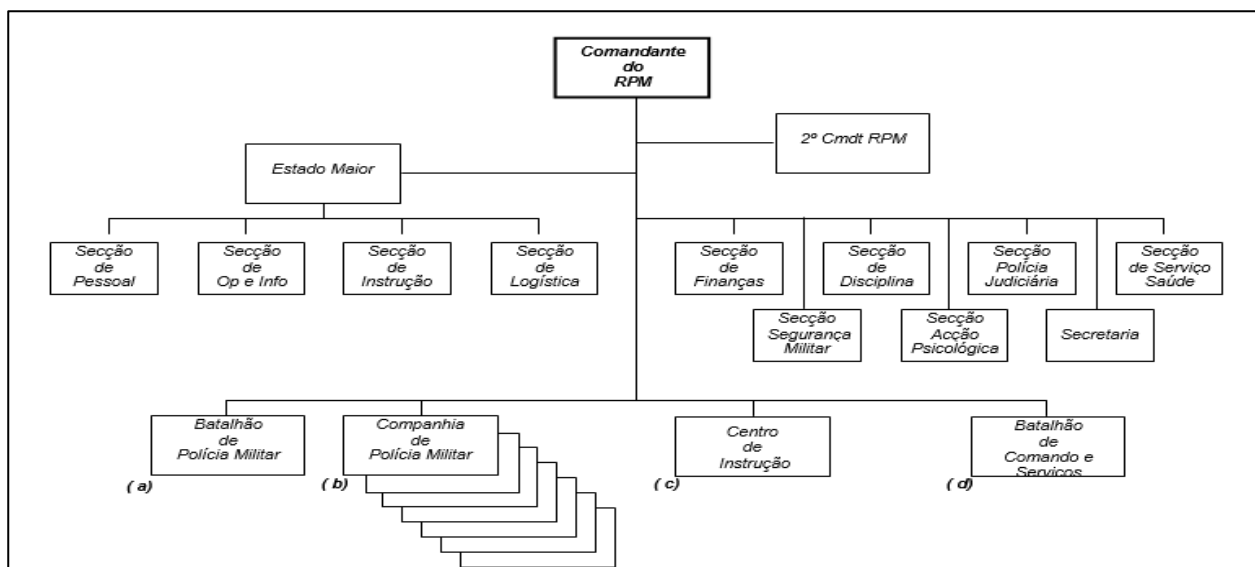 Comandante
do
RPM
2º Cmdt RPM
Estado Maior
Secção
de
Pessoal
Secção
de
Op e Info
Secção
de
Instrução
Secção
de
Logística
Secção
de
Finanças
Secção
de
Disciplina
Secção
Polícia
Judiciária
Secção
de Serviço
Saúde
Secção
Segurança
Militar
Secção
Acção
Psicológica
Secretaria
Batalhão
de
Polícia Militar
( a)
Companhia
de
Polícia Militar
( b)
Centro
de
Instrução
( c)
Batalhão
de
Comando e
Serviços
( d)